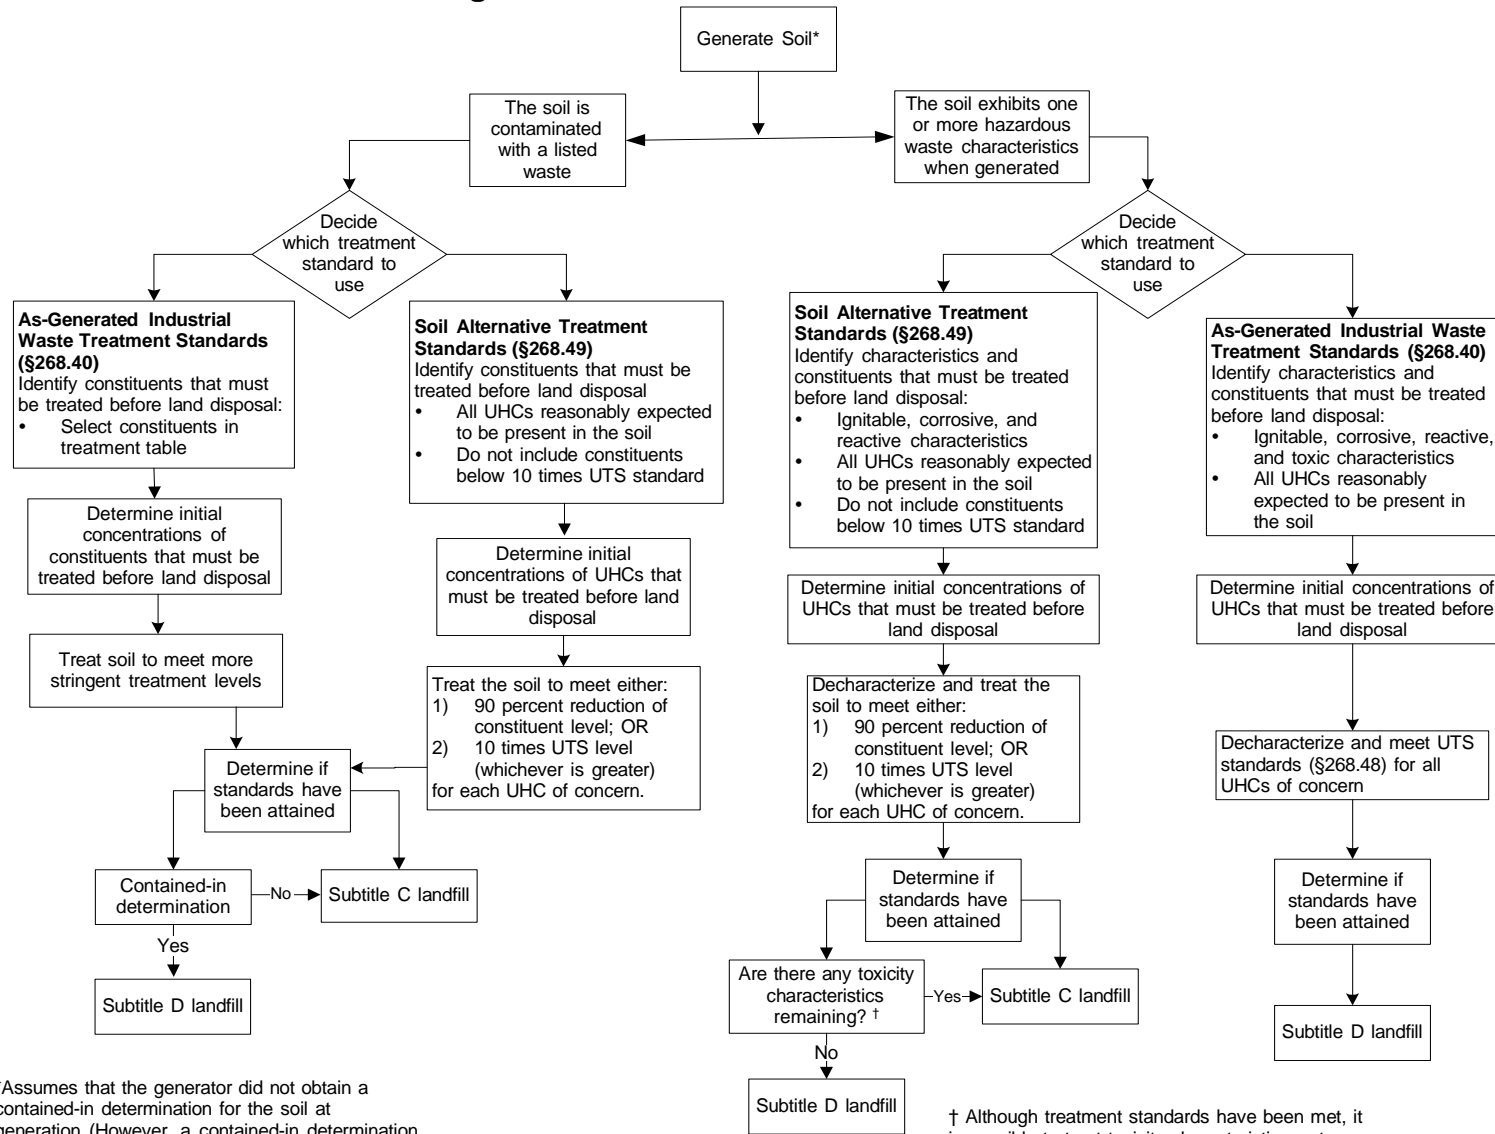 Generate Soil*
The soil is
contaminated
with a listed
waste
The soil exhibits one
or more hazardous
waste characteristics
when generated
Decide
which treatment
standard to
use
Decide
which treatment
standard to
use
As-Generated Industrial
Waste Treatment Standards
(§268.40)
Identify constituents that must
be treated before land disposal:
• Select constituents in
treatment table
Soil Alternative Treatment
Standards (§268.49)
Identify constituents that must be
treated before land disposal
• All UHCs reasonably expected
to be present in the soil
• Do not include constituents
below 10 times UTS standard
Soil Alternative Treatment
Standards (§268.49)
Identify characteristics and
constituents that must be treated
before land disposal:
• Ignitable, corrosive, and
reactive characteristics
• All UHCs reasonably expected
to be present in the soil
• Do not include constituents
below 10 times UTS standard
As-Generated Industrial Waste
Treatment Standards (§268.40)
Identify characteristics and
constituents that must be treated
before land disposal:
• Ignitable, corrosive, reactive,
and toxic characteristics
• All UHCs reasonably
expected to be present in
the soil
Determine initial
concentrations of
constituents that must be
treated before land disposal
Determine initial
concentrations of UHCs that
must be treated before land
disposal
Determine initial concentrations of
UHCs that must be treated before
land disposal
Determine initial concentrations of
UHCs that must be treated before
land disposal
Treat soil to meet more
stringent treatment levels
Treat the soil to meet either:
1) 90 percent reduction of
constituent level; OR
2) 10 times UTS level
(whichever is greater)
for each UHC of concern.
Decharacterize and treat the
soil to meet either:
1) 90 percent reduction of
constituent level; OR
2) 10 times UTS level
(whichever is greater)
for each UHC of concern.
Decharacterize and meet UTS
standards (§268.48) for all
UHCs of concern
Determine if
standards have
been attained
Contained-in
determination
No
Subtitle C landfill
Yes
Subtitle D landfill
Determine if
standards have
been attained
Are there any toxicity
characteristics
remaining? †
Yes
Subtitle C landfill
No
Subtitle D landfill
Determine if
standards have
been attained
Subtitle D landfill
*Assumes that the generator did not obtain a
contained-in determination for the soil at
generation (However, a contained-in determination
† Although treatment standards have been met, it